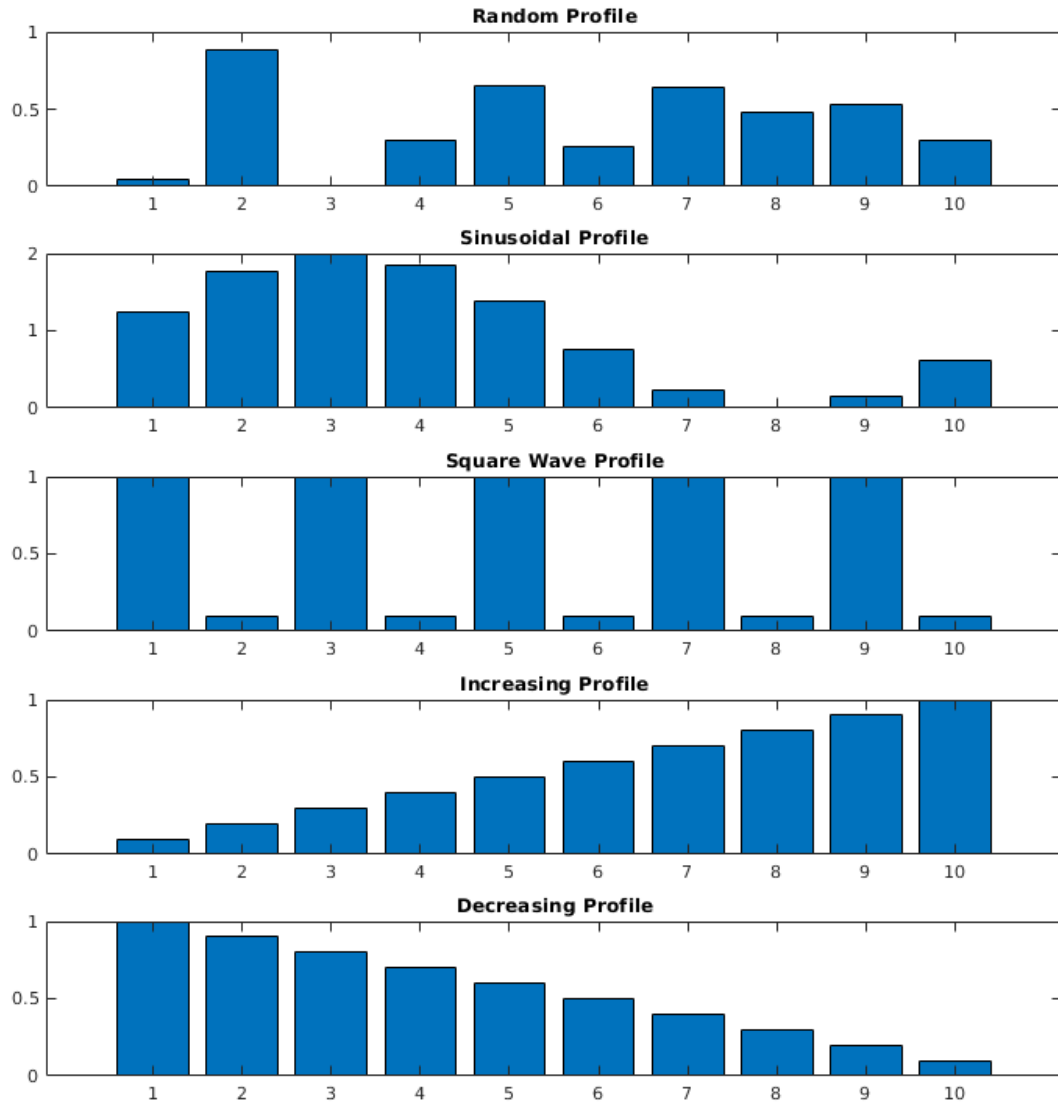 Random Profile
1
0.5
0
1 2 3 4 5 6 7 8 9 10
Sinusoidal Profile
2
1
0
1 2 3 4 5 6 7 8 9 10
Square Wave Profile
1
0.5
0
1 2 3 4 5 6 7 8 9 10
Increasing Profile
1
0.5
0
1 2 3 4 5 6 7 8 9 10
Decreasing Profile
1
0.5
0
1 2 3 4 5 6 7 8 9 10